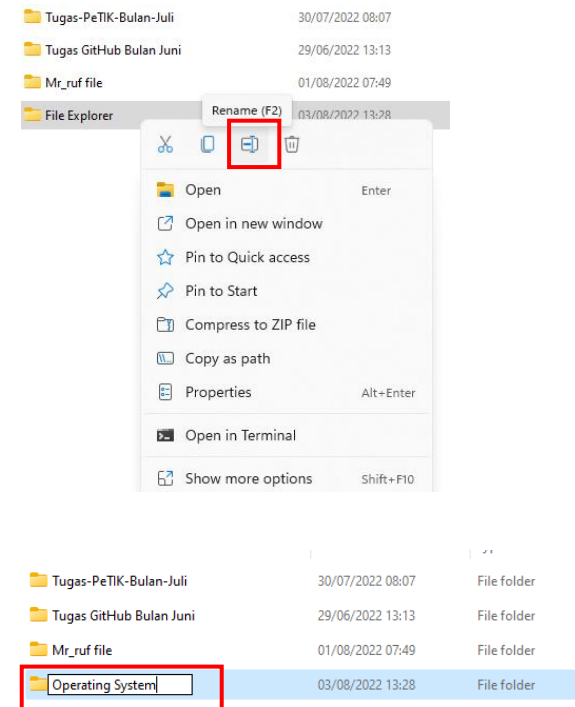 Tugas-PeTIK-Bulan-Juli 30/07/2022 08:07
Tugas GitHub Bulan Juni 29/06/2022 13:13
Mr_ruf file 01/08/2022 07:49
Rename (F2)
File Explorer 03/08/2022 13:28
Open Enter
Open in new window
Pin to Quick access
Pin to Start
Compress to ZIP file
Copy as path
Properties Alt+Enter
Open in Terminal
Show more options Shift+F10
Tugas-PeTIK-Bulan-Juli 30/07/2022 08:07 File folder
Tugas GitHub Bulan Juni 29/06/2022 13:13 File folder
Mr_ruf file 01/08/2022 07:49 File folder
Operating System 03/08/2022 13:28 File folder